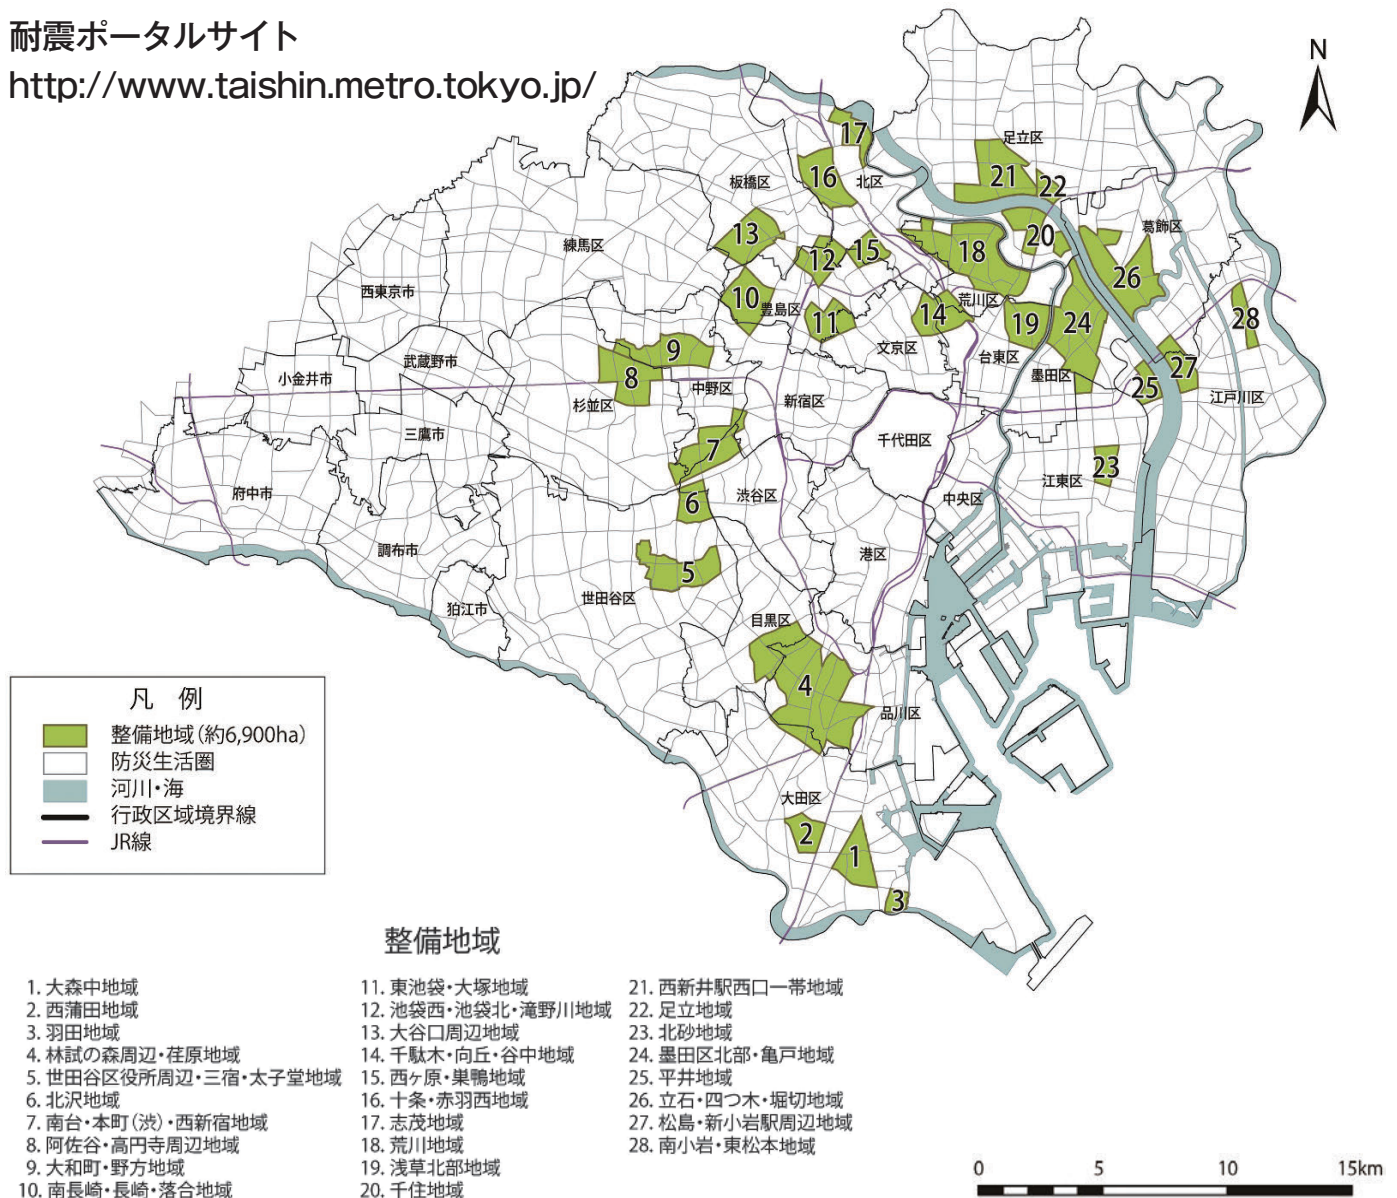 耐震ポータルサイト
http://www.taishin.metro.tokyo.jp/
N
足立区
板橋区
北区
葛飾区
練馬区
西東京市
豊島区
荒川区
文京区
台東区
武蔵野市
小金井市
墨田区
中野区
新宿区
杉並区
江戸川区
三鷹市
千代田区
府中市
渋谷区
江東区
中央区
調布市
港区
世田谷区
狛江市
目黒区
品川区
大田区
17
16
21
22
13
12
15
18
20
26
10
11
14
19
24
28
9
8
25
27
7
23
6
5
4
2
1
3
凡 例
整備地域(約6,900ha)
防災生活圏
河川・海
行政区域境界線
JR線
整備地域
1. 大森中地域
2. 西蒲田地域
3. 羽田地域
4. 林試の森周辺・荏原地域
5. 世田谷区役所周辺・三宿・太子堂地域
6. 北沢地域
7. 南台・本町(渋)・西新宿地域
8. 阿佐谷・高円寺周辺地域
9. 大和町・野方地域
10. 南長崎・長崎・落合地域
11. 東池袋・大塚地域
12. 池袋西・池袋北・滝野川地域
13. 大谷口周辺地域
14. 千駄木・向丘・谷中地域
15. 西ヶ原・巣鴨地域
16. 十条・赤羽西地域
17. 志茂地域
18. 荒川地域
19. 浅草北部地域
20. 千住地域
21. 西新井駅西口一帯地域
22. 足立地域
23. 北砂地域
24. 墨田区北部・亀戸地域
25. 平井地域
26. 立石・四つ木・堀切地域
27. 松島・新小岩駅周辺地域
28. 南小岩・東松本地域
0 5 10 15km